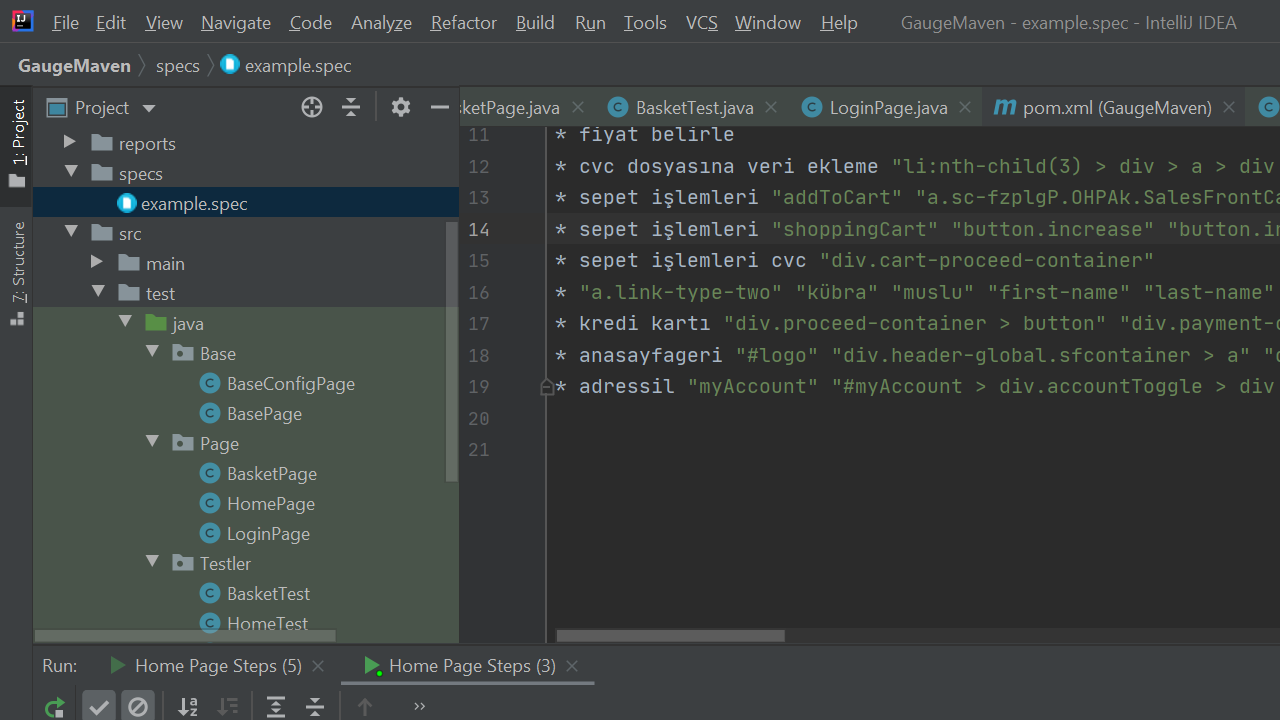 File Edit View Navigate Code Analyze Refactor Build Run Tools VCS Window Help GaugeMaven - example.spec - IntelliJ IDEA
GaugeMaven specs example.spec
1: Project
7: Structure
Project
reports
specs
example.spec
src
main
test
java
Base
BaseConfigPage
BasePage
Page
BasketPage
HomePage
LoginPage
Testler
BasketTest
HomeTest
sketPage.java BasketTest.java LoginPage.java pom.xml (GaugeMaven)
11 * fiyat belirle
12 * cvc dosyasına veri ekleme "li:nth-child(3) > div > a > div
13 * sepet işlemleri "addToCart" "a.sc-fzplgP.OHPAk.SalesFrontCa
14 * sepet işlemleri "shoppingCart" "button.increase" "button.in
15 * sepet işlemleri cvc "div.cart-proceed-container"
16 * "a.link-type-two" "kübra" "muslu" "first-name" "last-name"
17 * kredi kartı "div.proceed-container > button" "div.payment-c
18 * anasayfageri "#logo" "div.header-global.sfcontainer > a" "
19 * adressil "myAccount" "#myAccount > div.accountToggle > div
20
21
Run: Home Page Steps (5) Home Page Steps (3)